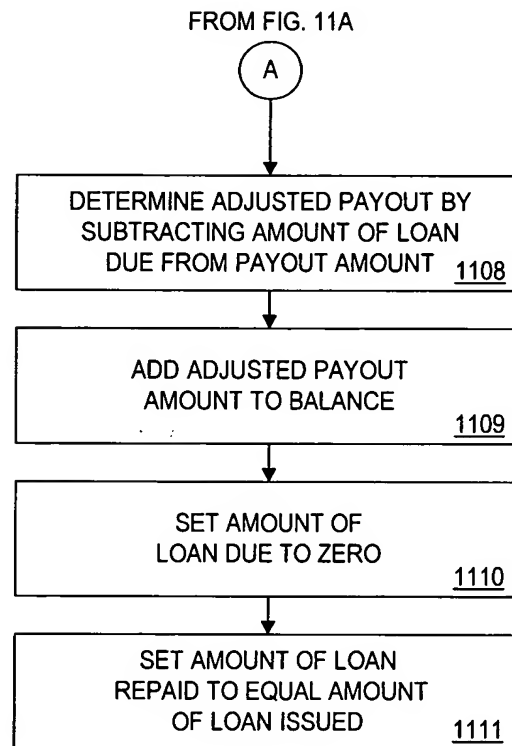 FROM FIG. 11A
A
DETERMINE ADJUSTED PAYOUT BY
SUBTRACTING AMOUNT OF LOAN
DUE FROM PAYOUT AMOUNT 1108
ADD ADJUSTED PAYOUT
AMOUNT TO BALANCE
1109
SET AMOUNT OF
LOAN DUE TO ZERO
1110
SET AMOUNT OF LOAN
REPAID TO EQUAL AMOUNT
OF LOAN ISSUED 1111